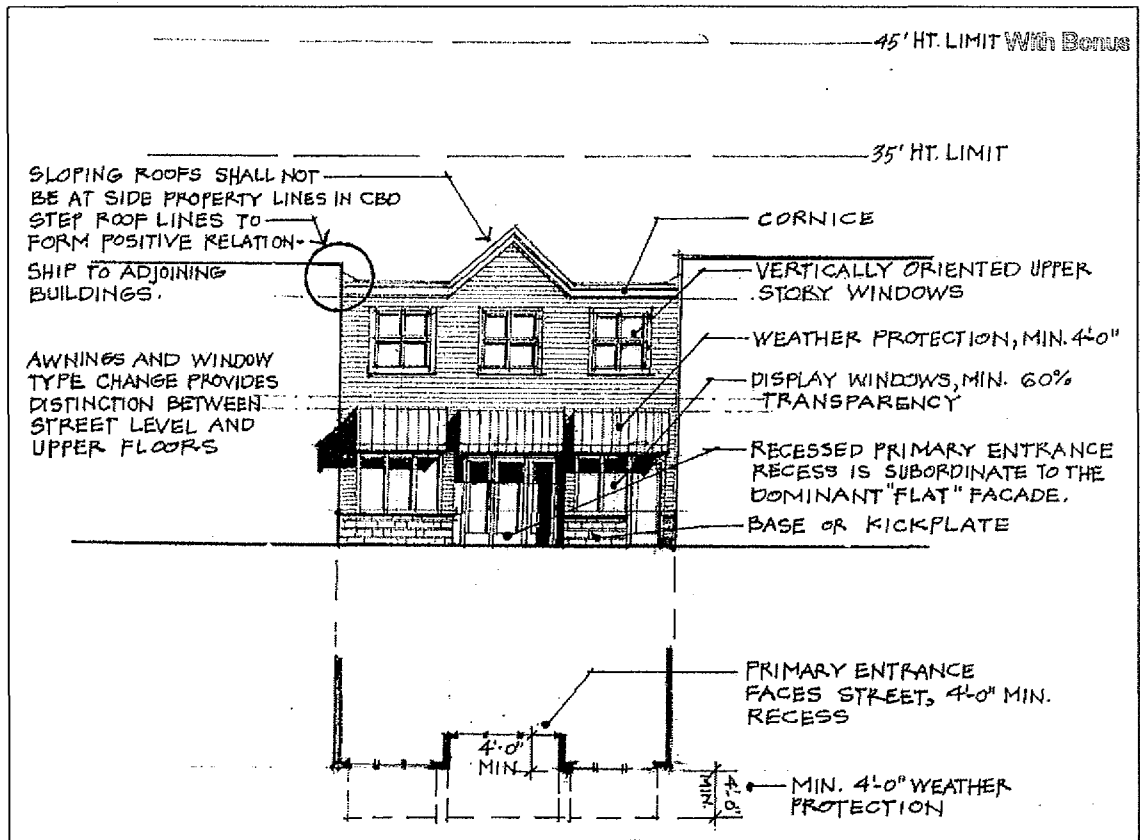 45' HT. LIMIT With Bonus
35' HT. LIMIT
SLOPING ROOFS SHALL NOT
BE AT SIDE PROPERTY LINES IN CBD
STEP ROOF LINES TO
FORM POSITIVE RELATION-
SHIP TO ADJOINING
BUILDINGS.
AWNINGS AND WINDOW
TYPE CHANGE PROVIDES
DISTINCTION BETWEEN
STREET LEVEL AND
UPPER FLOORS
CORNICE
VERTICALLY ORIENTED UPPER
STORY WINDOWS
WEATHER PROTECTION, MIN. 4'-0"
DISPLAY WINDOWS, MIN. 60%
TRANSPARENCY
RECESSED PRIMARY ENTRANCE
RECESS IS SUBORDINATE TO THE
DOMINANT "FLAT" FACADE.
BASE OR KICKPLATE
PRIMARY ENTRANCE
FACES STREET, 4'-0" MIN.
RECESS
4'-0"
MIN
4'-0"
MIN.
MIN. 4'-0" WEATHER
PROTECTION